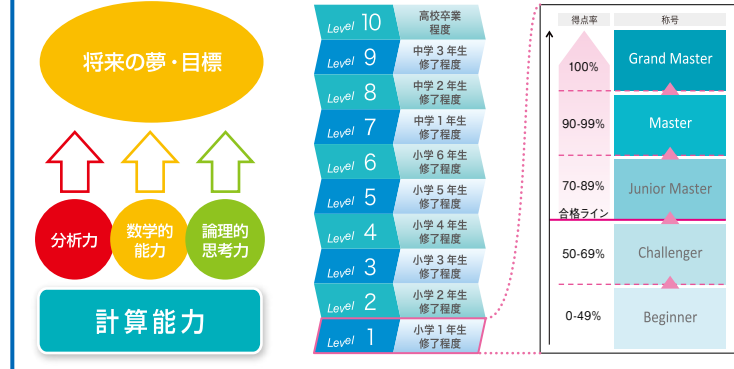 将来の夢・目標
分析力
数学的
能力
論理的
思考力
計算能力
Level 10
高校卒業
程度
Level 9
中学3年生
修了程度
Level 8
中学2年生
修了程度
Level 7
中学1年生
修了程度
Level 6
小学6年生
修了程度
Level 5
小学5年生
修了程度
Level 4
小学4年生
修了程度
Level 3
小学3年生
修了程度
Level 2
小学2年生
修了程度
Level 1
小学1年生
修了程度
得点率
称号
100%
Grand Master
90-99%
Master
70-89%
Junior Master
合格ライン
50-69%
Challenger
0-49%
Beginner